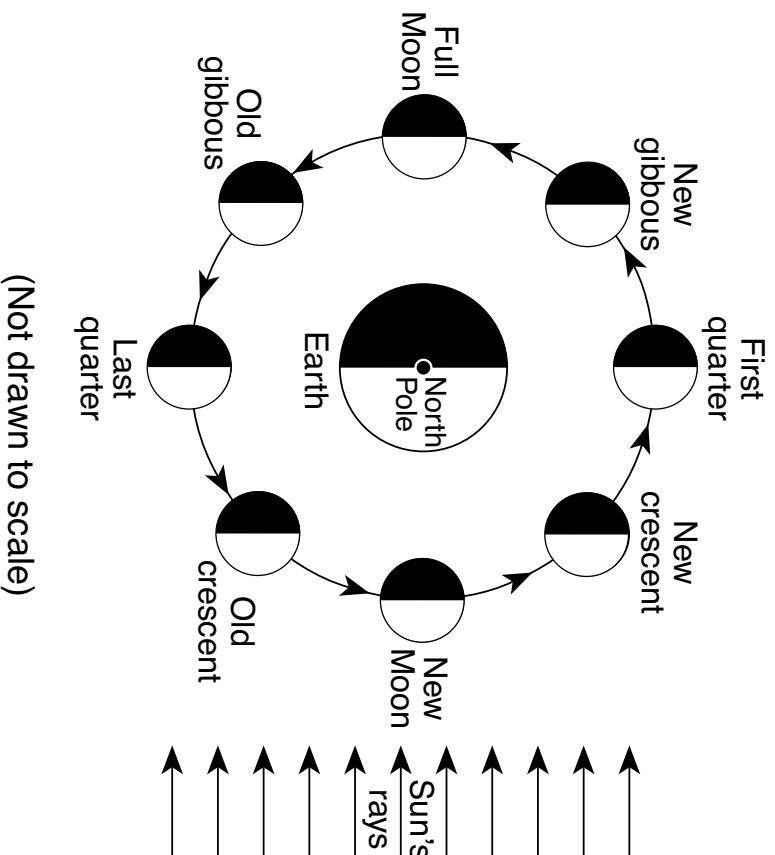 First
quarter
New
gibbous
New
crescent
Full
Moon
North
Pole
Earth
New
Moon
Sun's
rays
Old
gibbous
Old
crescent
Last
quarter
(Not drawn to scale)